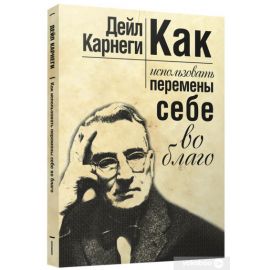 Дейл
Карнеги
Как
использовать
перемены
себе
во
благо
ДЕЙЛ КАРНЕГИ
Как использовать перемены себе во благо